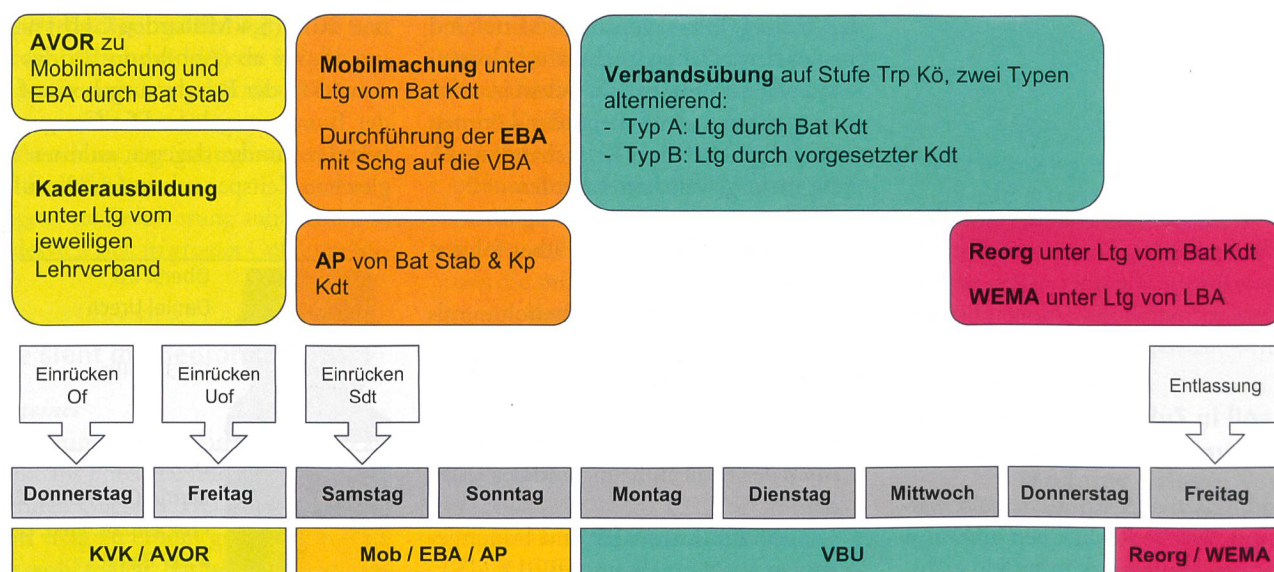 AVOR zu
Mobilmachung und
EBA durch Bat Stab
Kaderausbildung
unter Ltg vom
jeweiligen
Lehrverband
Mobilmachung unter
Ltg vom Bat Kdt
Durchführung der EBA
mit Schg auf die VBA
AP von Bat Stab & Kp
Kdt
Verbandsübung auf Stufe Trp Kö, zwei Typen
alternierend:
- Typ A: Ltg durch Bat Kdt
- Typ B: Ltg durch vorgesetzter Kdt
Reorg unter Ltg vom Bat Kdt
WEMA unter Ltg von LBA
Einrücken
Of
Einrücken
Uof
Einrücken
Sdt
Entlassung
Donnerstag
Freitag
Samstag
Sonntag
Montag
Dienstag
Mittwoch
Donnerstag
Freitag
KVK / AVOR
Mob / EBA / AP
VBU
Reorg / WEMA